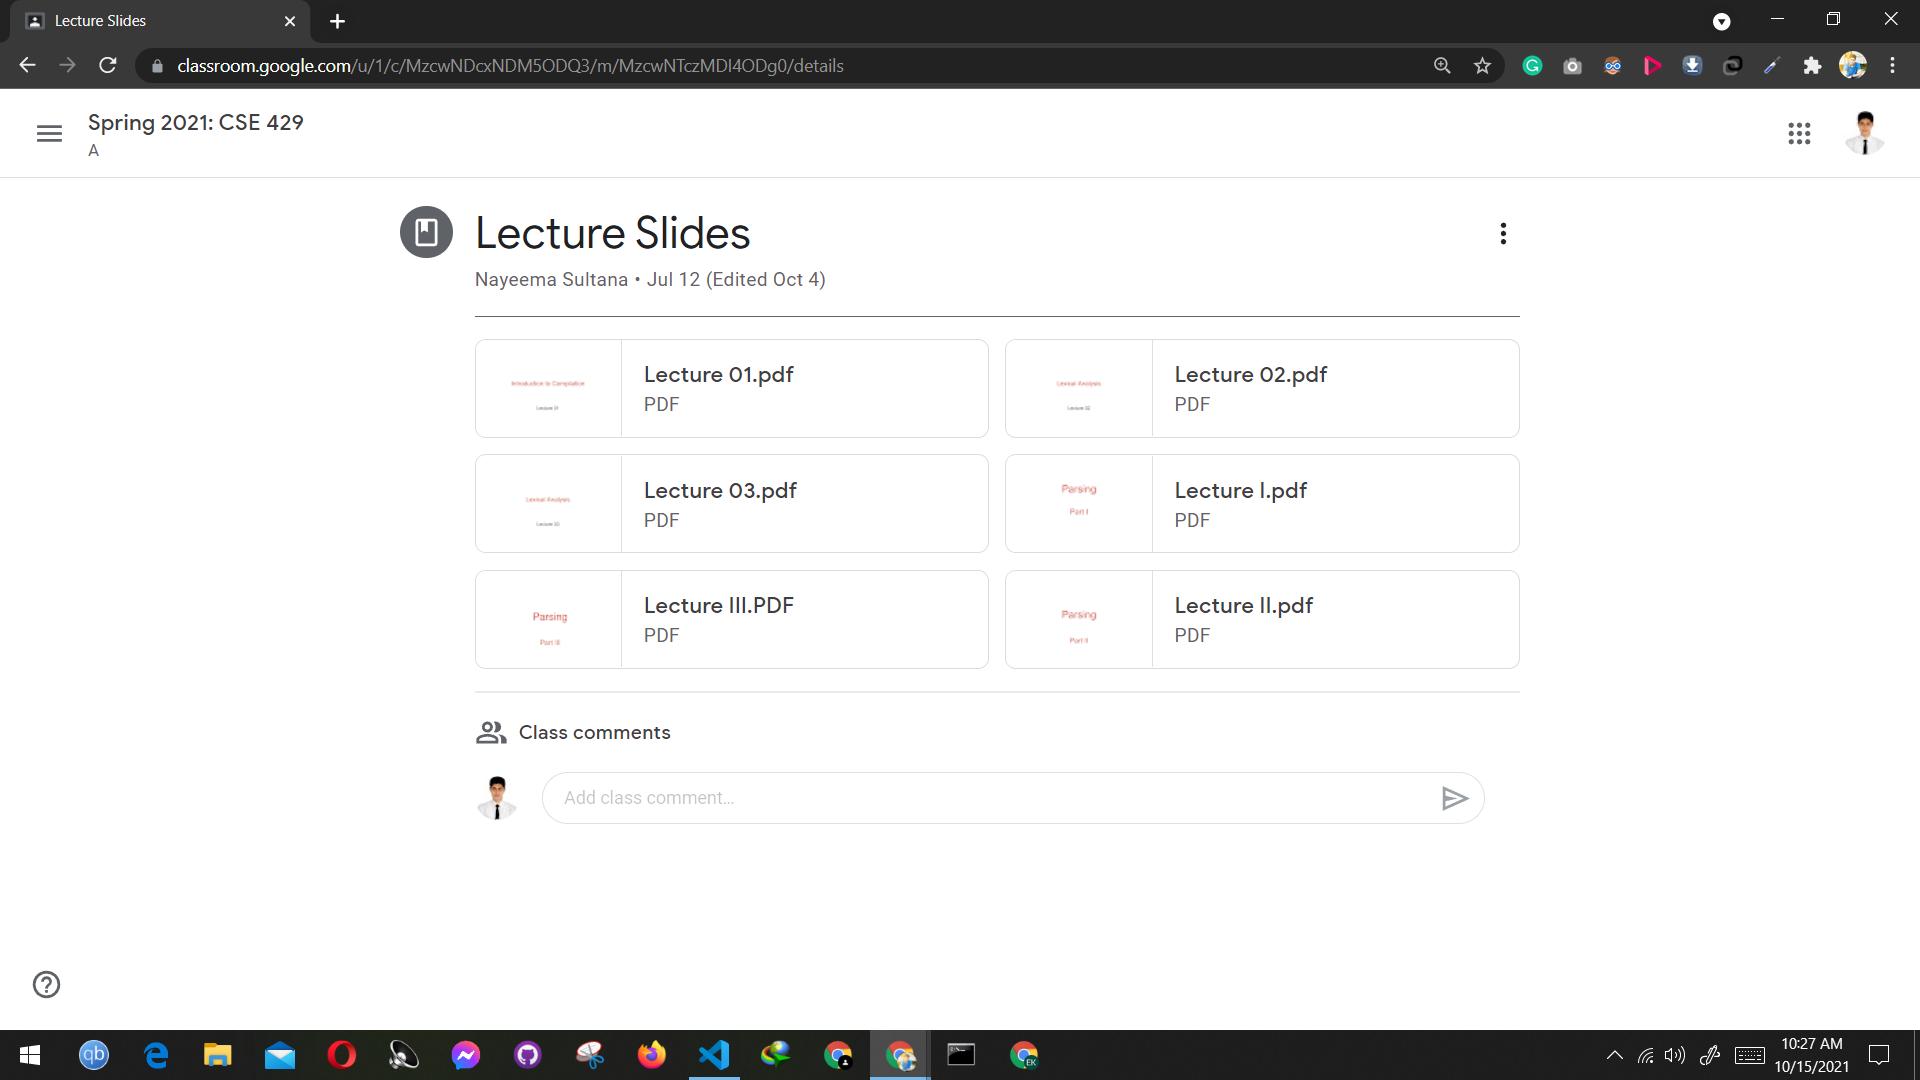 Lecture Slides
classroom.google.com/u/1/c/MzcwNDcxNDM5ODQ3/m/MzcwNTczMDI4ODg0/details
Spring 2021: CSE 429
A
Lecture Slides
Nayeema Sultana • Jul 12 (Edited Oct 4)
Introduction to Compilation
Lecture 01
Lecture 01.pdf
PDF
Lexical Analysis
Lecture 02
Lecture 02.pdf
PDF
Lexical Analysis
Lecture 03
Lecture 03.pdf
PDF
Parsing
Part I
Lecture I.pdf
PDF
Parsing
Part III
Lecture III.PDF
PDF
Parsing
Part II
Lecture II.pdf
PDF
Class comments
Add class comment...
qb
EK
10:27 AM
10/15/2021